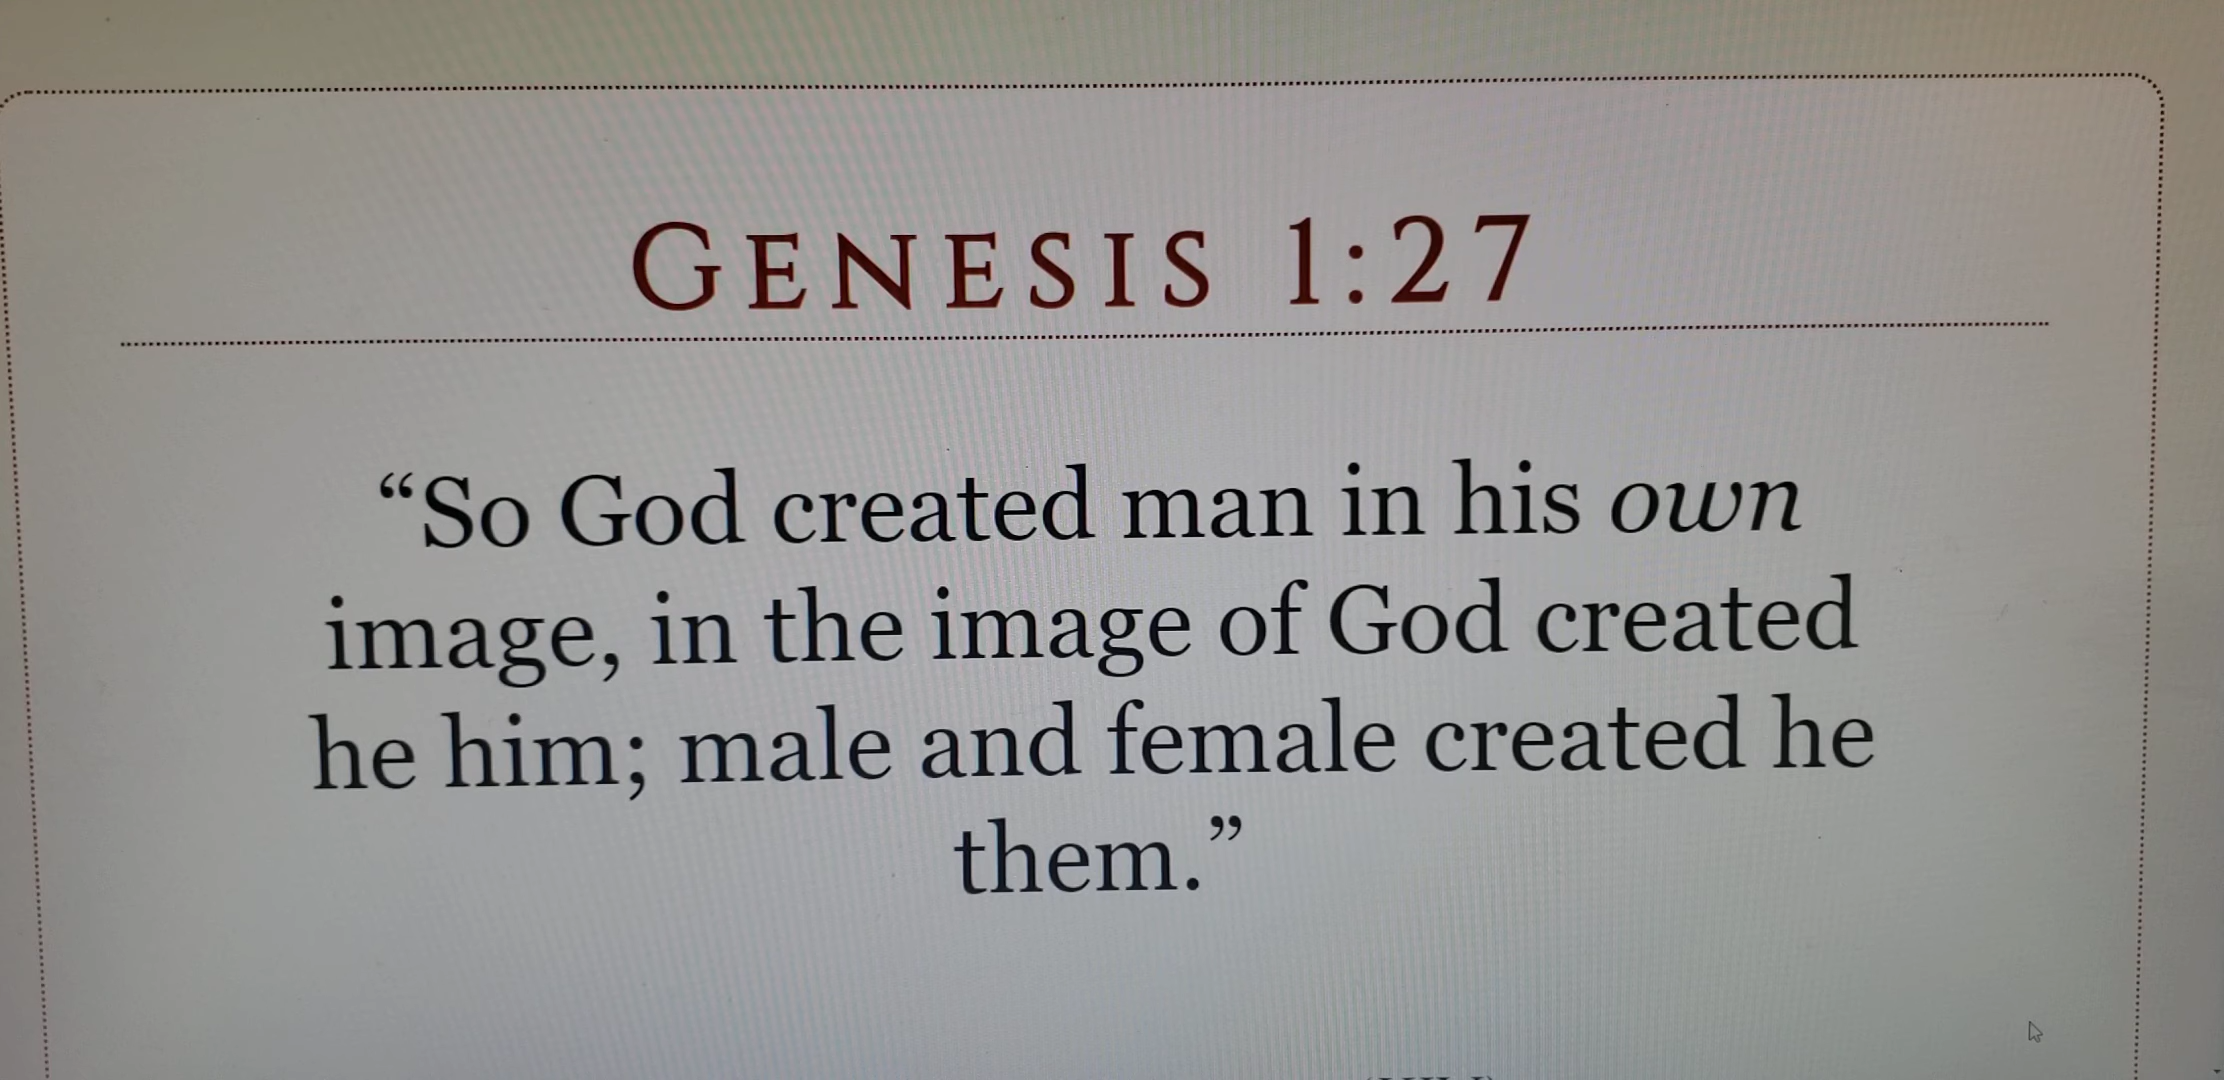 GENESIS 1:27
“So God created man in his own
image, in the image of God created
he him; male and female created he
them.”